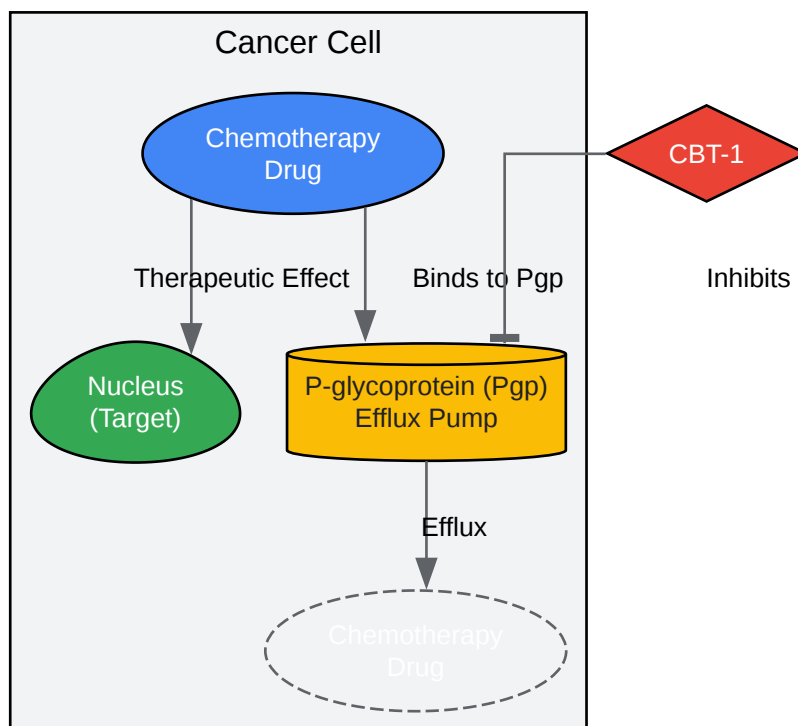 Cancer Cell
Chemotherapy
Drug
CBT-1
Therapeutic Effect
Binds to Pgp
Inhibits
Nucleus
(Target)
P-glycoprotein (Pgp)
Efflux Pump
Efflux
Chemotherapy
Drug